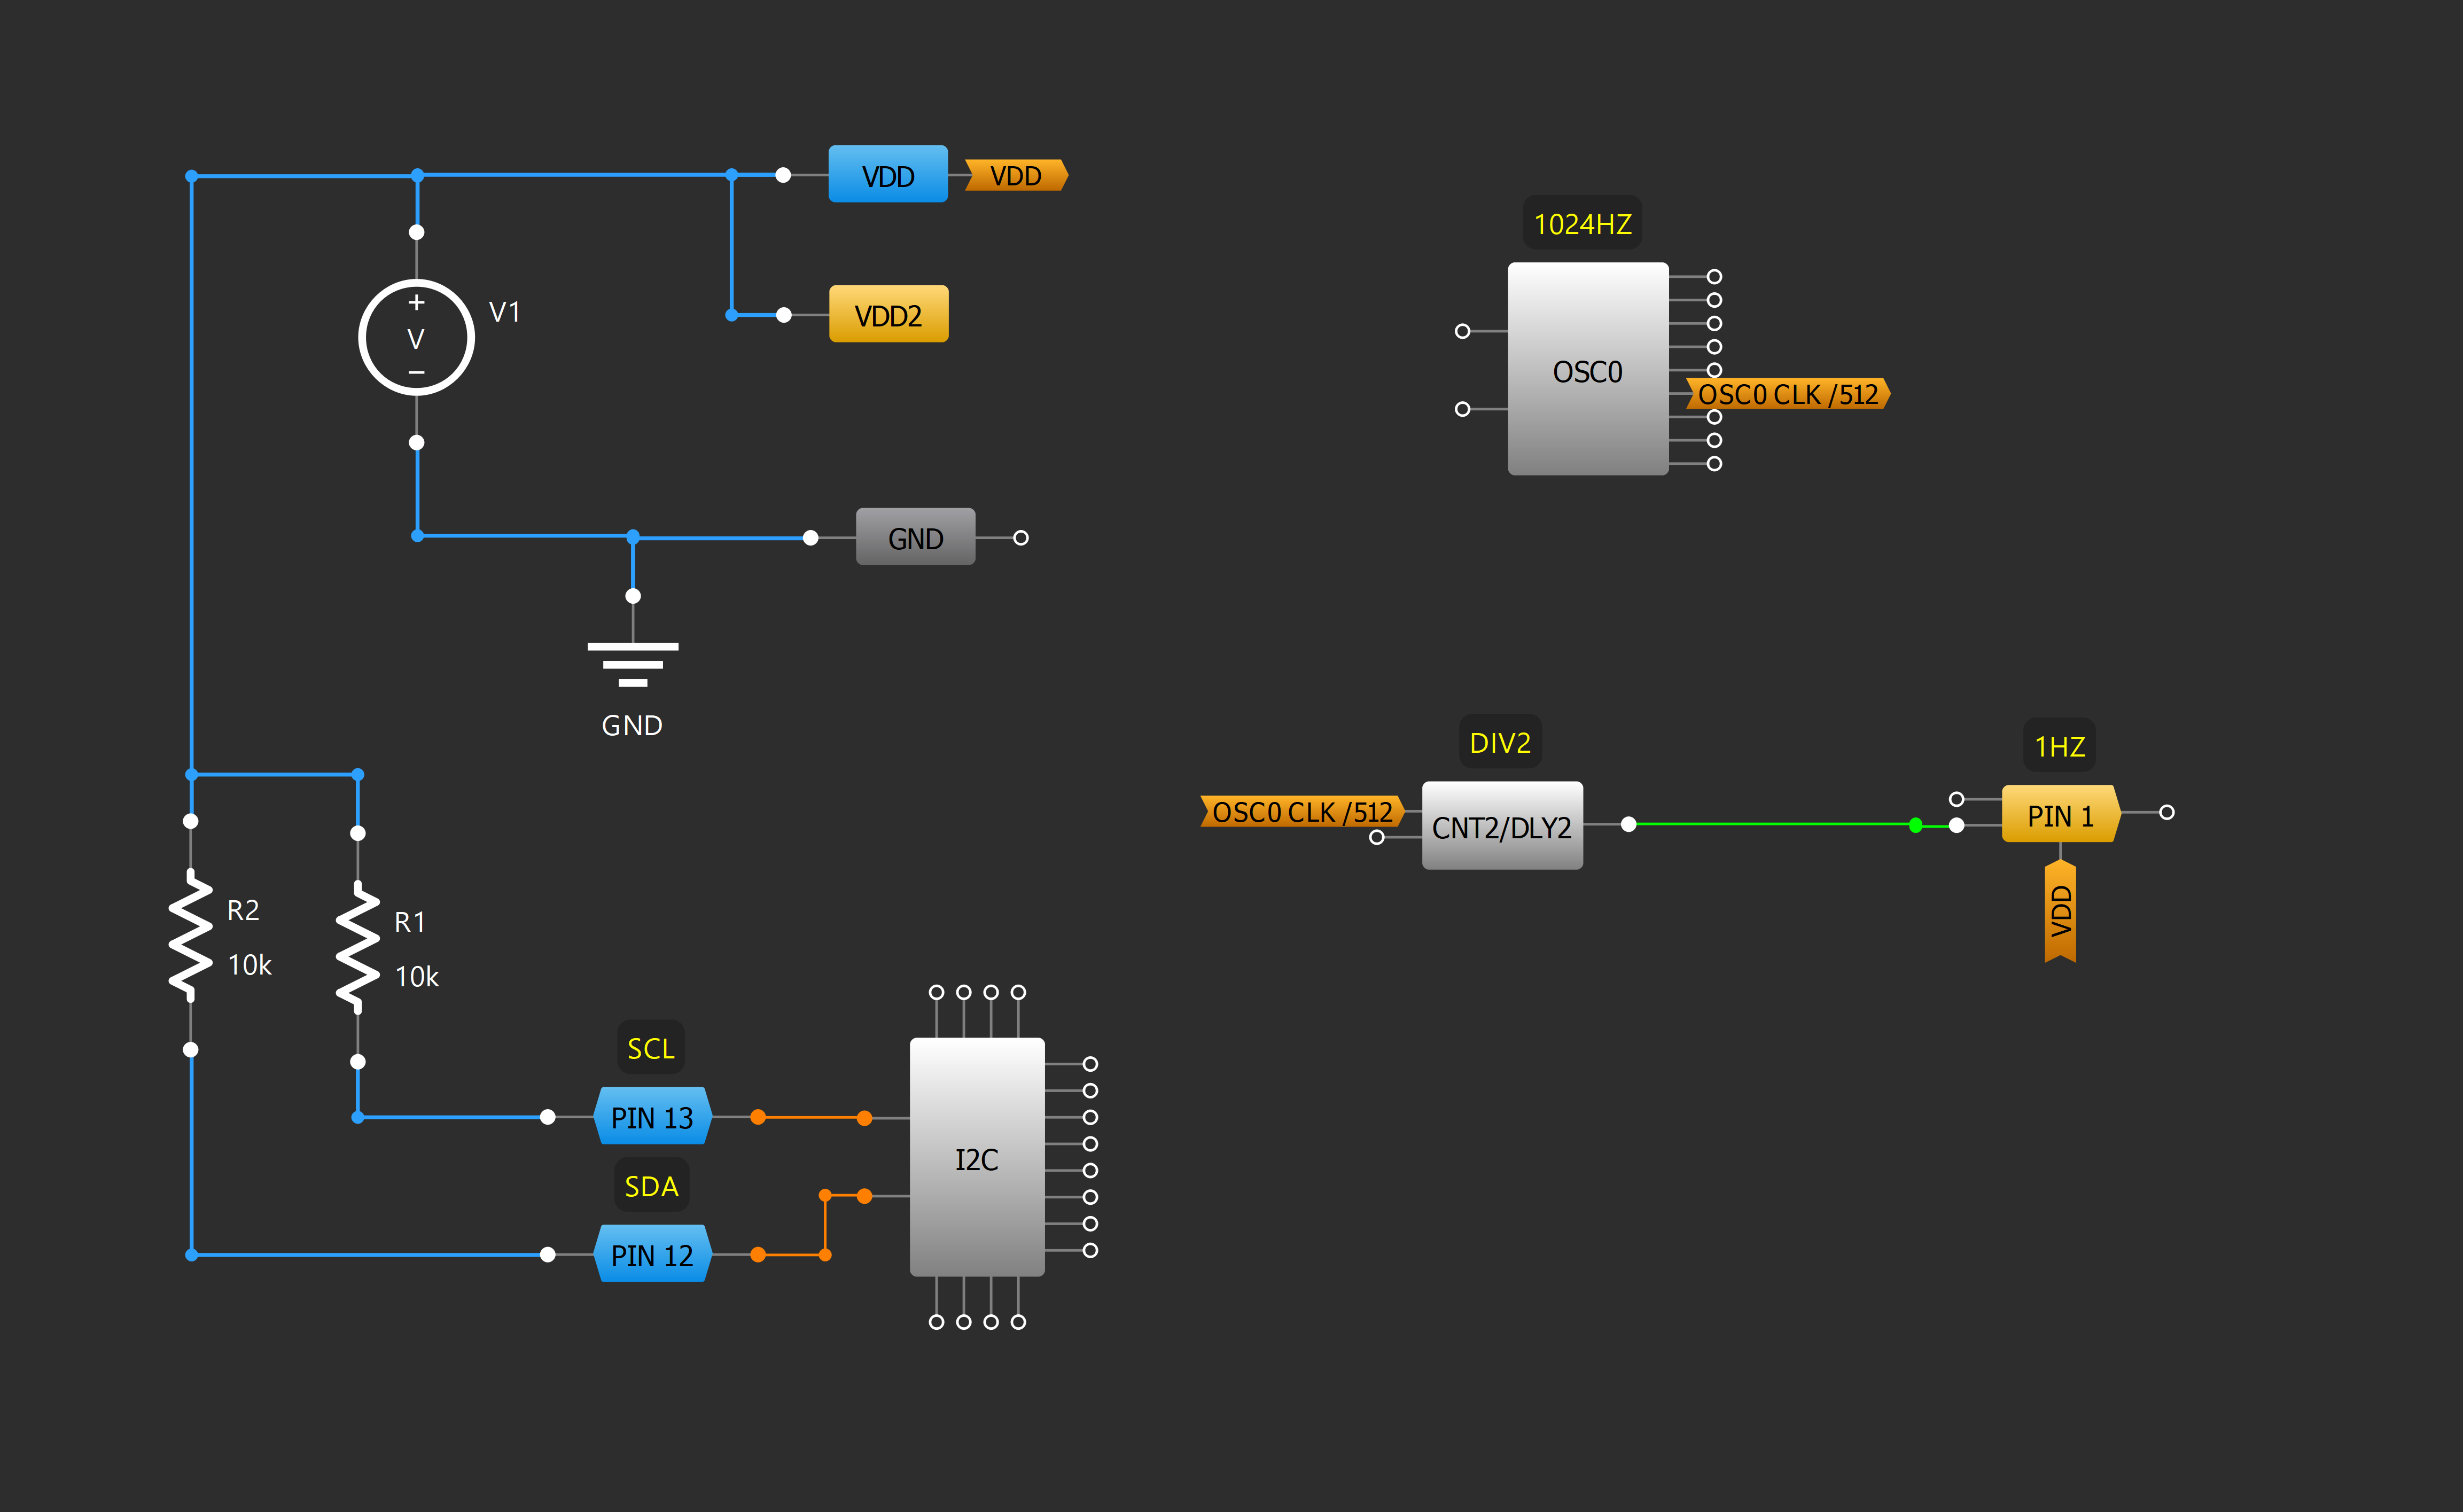 VDD
VDD
1024HZ
V1
+
V
−
VDD2
OSC0
OSC0 CLK /512
GND
GND
DIV2
1HZ
OSC0 CLK /512
CNT2/DLY2
PIN 1
VDD
R2
10k
R1
10k
SCL
PIN 13
I2C
SDA
PIN 12